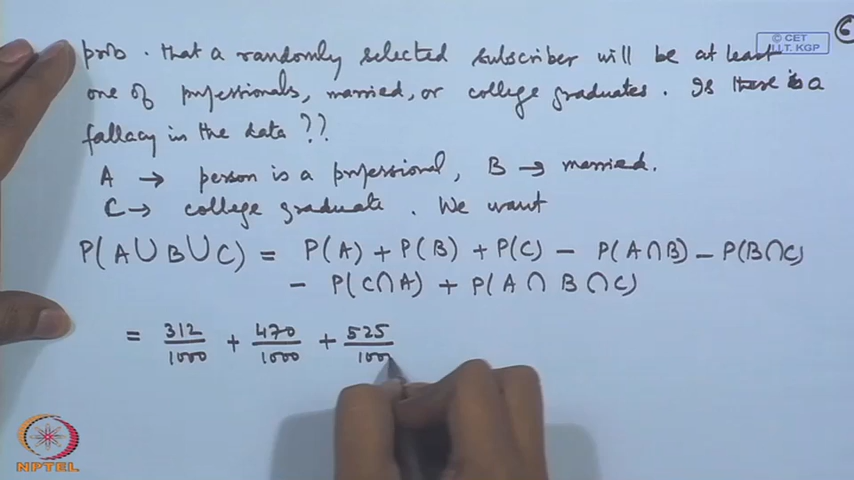 prob. that a randomly selected subscriber will be at least
one of professionals, married, or college graduates. Is there is a
fallacy in the data ??
A → person is a professional, B → married.
C → college graduate. We want
P(A∪B∪C) = P(A) + P(B) + P(C) − P(A∩B) − P(B∩C)
− P(C∩A) + P(A∩B∩C)
= 312/1000 + 470/1000 + 525/1000
© CET
I.I.T. KGP
6
NPTEL